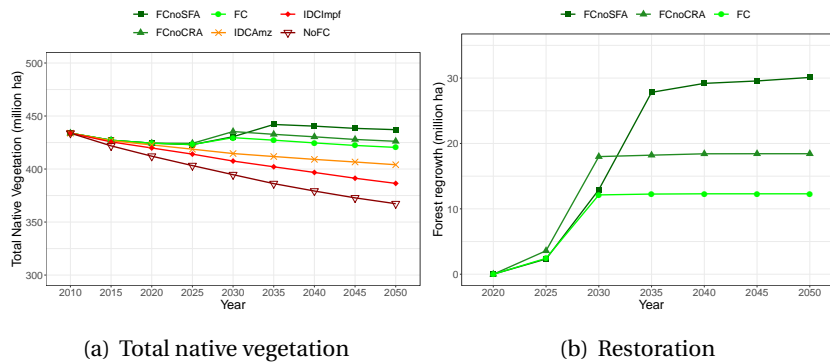 FCnoSFA FC IDCImpf
FCnoCRA IDCAmz NoFC
Total Native Vegetation (million ha)
500
450
400
350
300
2010 2015 2020 2025 2030 2035 2040 2045 2050
Year
(a) Total native vegetation
FCnoSFA FCnoCRA FC
Forest regrowth (million ha)
30
20
10
0
2020 2025 2030 2035 2040 2045 2050
Year
(b) Restoration